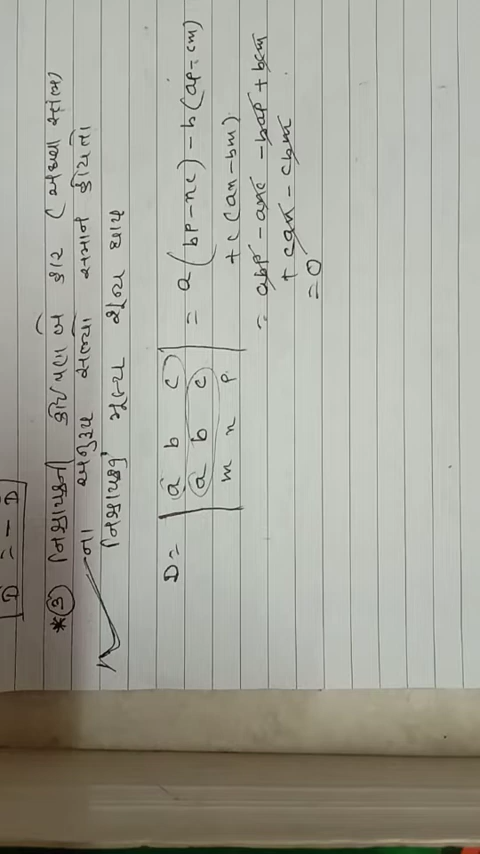 D = - D
* (3) નિશ્ચાયકની કોઈપણ બે હાર (અથવા સ્તંભ)
ના અનુરૂપ સભ્યો સમાન હોય તો
નિશ્ચાયકનું મૂલ્ય શૂન્ય થાય
D = | a b c | = a (bp - nc) - b (ap - cm)
| a b c | + c (an - bm)
| m n p | = abp - anc - bap + bcm
+ can - cbm
= 0